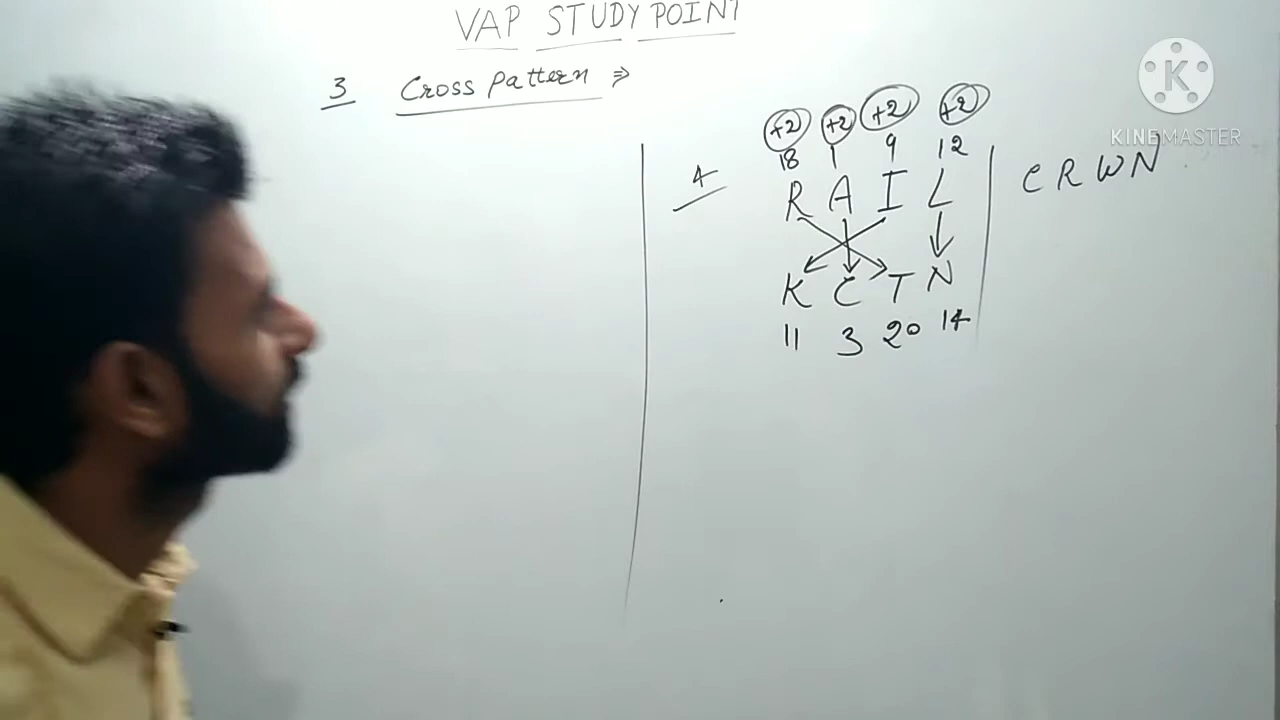 VAP STUDY POINT
3 Cross Pattern ⇒
K
KINEMASTER
+2 +2 +2 +2
18 1 9 12
4 R A I L C R W N
K C T N
11 3 20 14